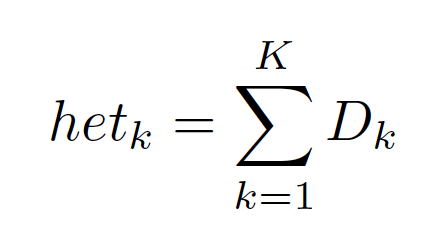 $het_k = \sum_{k=1}^{K} D_k$